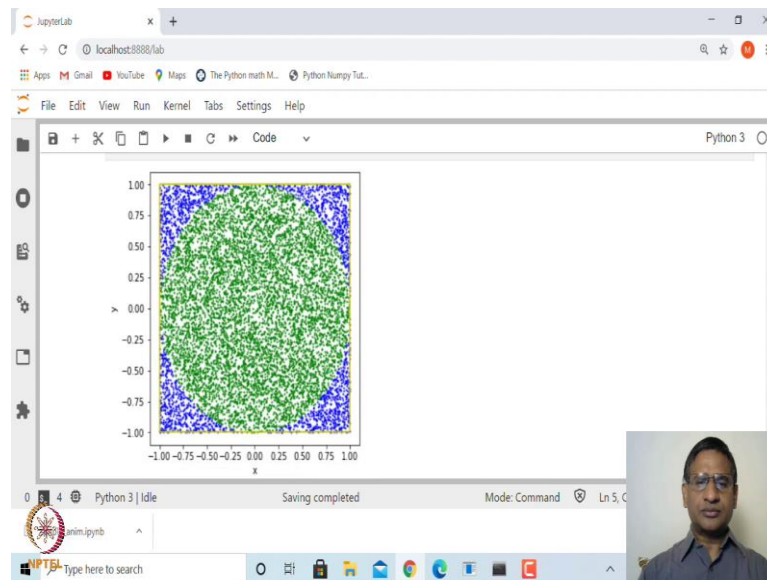 JupyterLab
localhost:8888/lab
M
Apps Gmail YouTube Maps The Python math M... Python Numpy Tut...
File Edit View Run Kernel Tabs Settings Help
Code Python 3
1.00
0.75
0.50
0.25
y 0.00
−0.25
−0.50
−0.75
−1.00
−1.00 −0.75 −0.50 −0.25 0.00 0.25 0.50 0.75 1.00
x
0 4 Python 3 | Idle Saving completed Mode: Command Ln 5,
anim.ipynb
NPTEL Type here to search